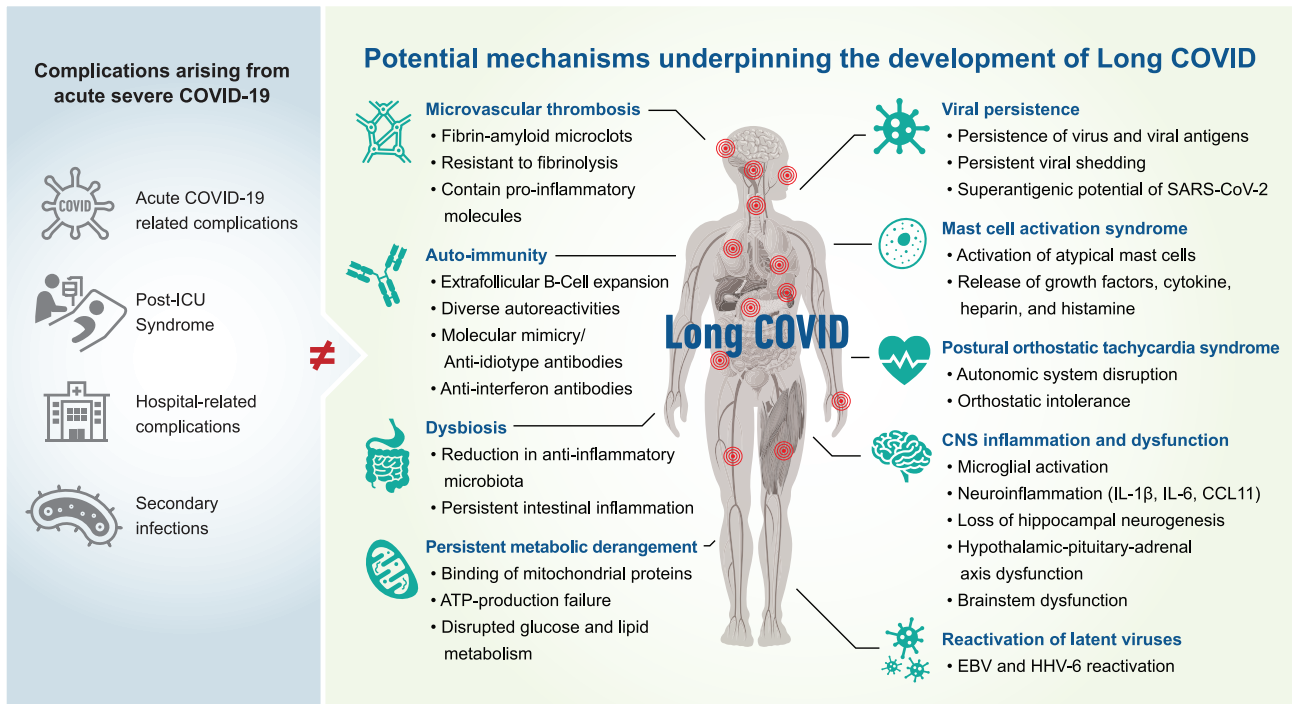 Complications arising from
acute severe COVID-19
COVID
Acute COVID-19
related complications
Post-ICU
Syndrome
Hospital-related
complications
Secondary
infections
≠
Potential mechanisms underpinning the development of Long COVID
Microvascular thrombosis
• Fibrin-amyloid microclots
• Resistant to fibrinolysis
• Contain pro-inflammatory
molecules
Auto-immunity
• Extrafollicular B-Cell expansion
• Diverse autoreactivities
• Molecular mimicry/
Anti-idiotype antibodies
• Anti-interferon antibodies
Dysbiosis
• Reduction in anti-inflammatory
microbiota
• Persistent intestinal inflammation
Persistent metabolic derangement
• Binding of mitochondrial proteins
• ATP-production failure
• Disrupted glucose and lipid
metabolism
Long COVID
Viral persistence
• Persistence of virus and viral antigens
• Persistent viral shedding
• Superantigenic potential of SARS-CoV-2
Mast cell activation syndrome
• Activation of atypical mast cells
• Release of growth factors, cytokine,
heparin, and histamine
Postural orthostatic tachycardia syndrome
• Autonomic system disruption
• Orthostatic intolerance
CNS inflammation and dysfunction
• Microglial activation
• Neuroinflammation (IL-1β, IL-6, CCL11)
• Loss of hippocampal neurogenesis
• Hypothalamic-pituitary-adrenal
axis dysfunction
• Brainstem dysfunction
Reactivation of latent viruses
• EBV and HHV-6 reactivation